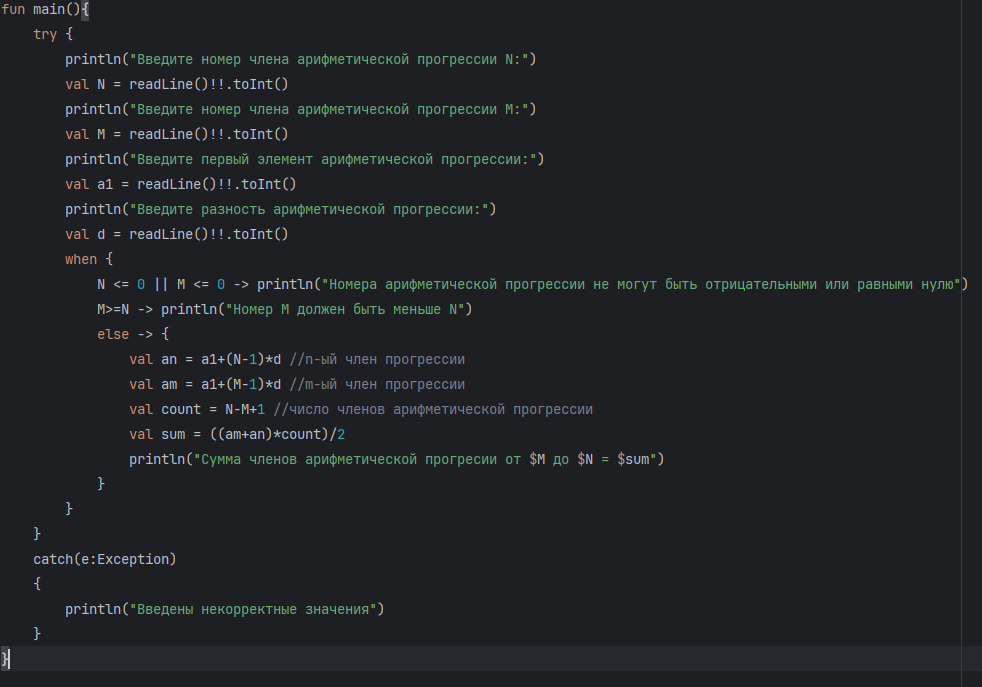 fun main(){
    try {
        println("Введите номер члена арифметической прогрессии N:")
        val N = readLine()!!.toInt()
        println("Введите номер члена арифметической прогрессии M:")
        val M = readLine()!!.toInt()
        println("Введите первый элемент арифметической прогрессии:")
        val a1 = readLine()!!.toInt()
        println("Введите разность арифметической прогрессии:")
        val d = readLine()!!.toInt()
        when {
            N <= 0 || M <= 0 -> println("Номера арифметической прогрессии не могут быть отрицательными или равными нулю")
            M>=N -> println("Номер M должен быть меньше N")
            else -> {
                val an = a1+(N-1)*d //n-ый член прогрессии
                val am = a1+(M-1)*d //m-ый член прогрессии
                val count = N-M+1 //число членов арифметической прогрессии
                val sum = ((am+an)*count)/2
                println("Сумма членов арифметической прогресии от $M до $N = $sum")
            }
        }
    }
    catch(e:Exception)
    {
        println("Введены некорректные значения")
    }
}